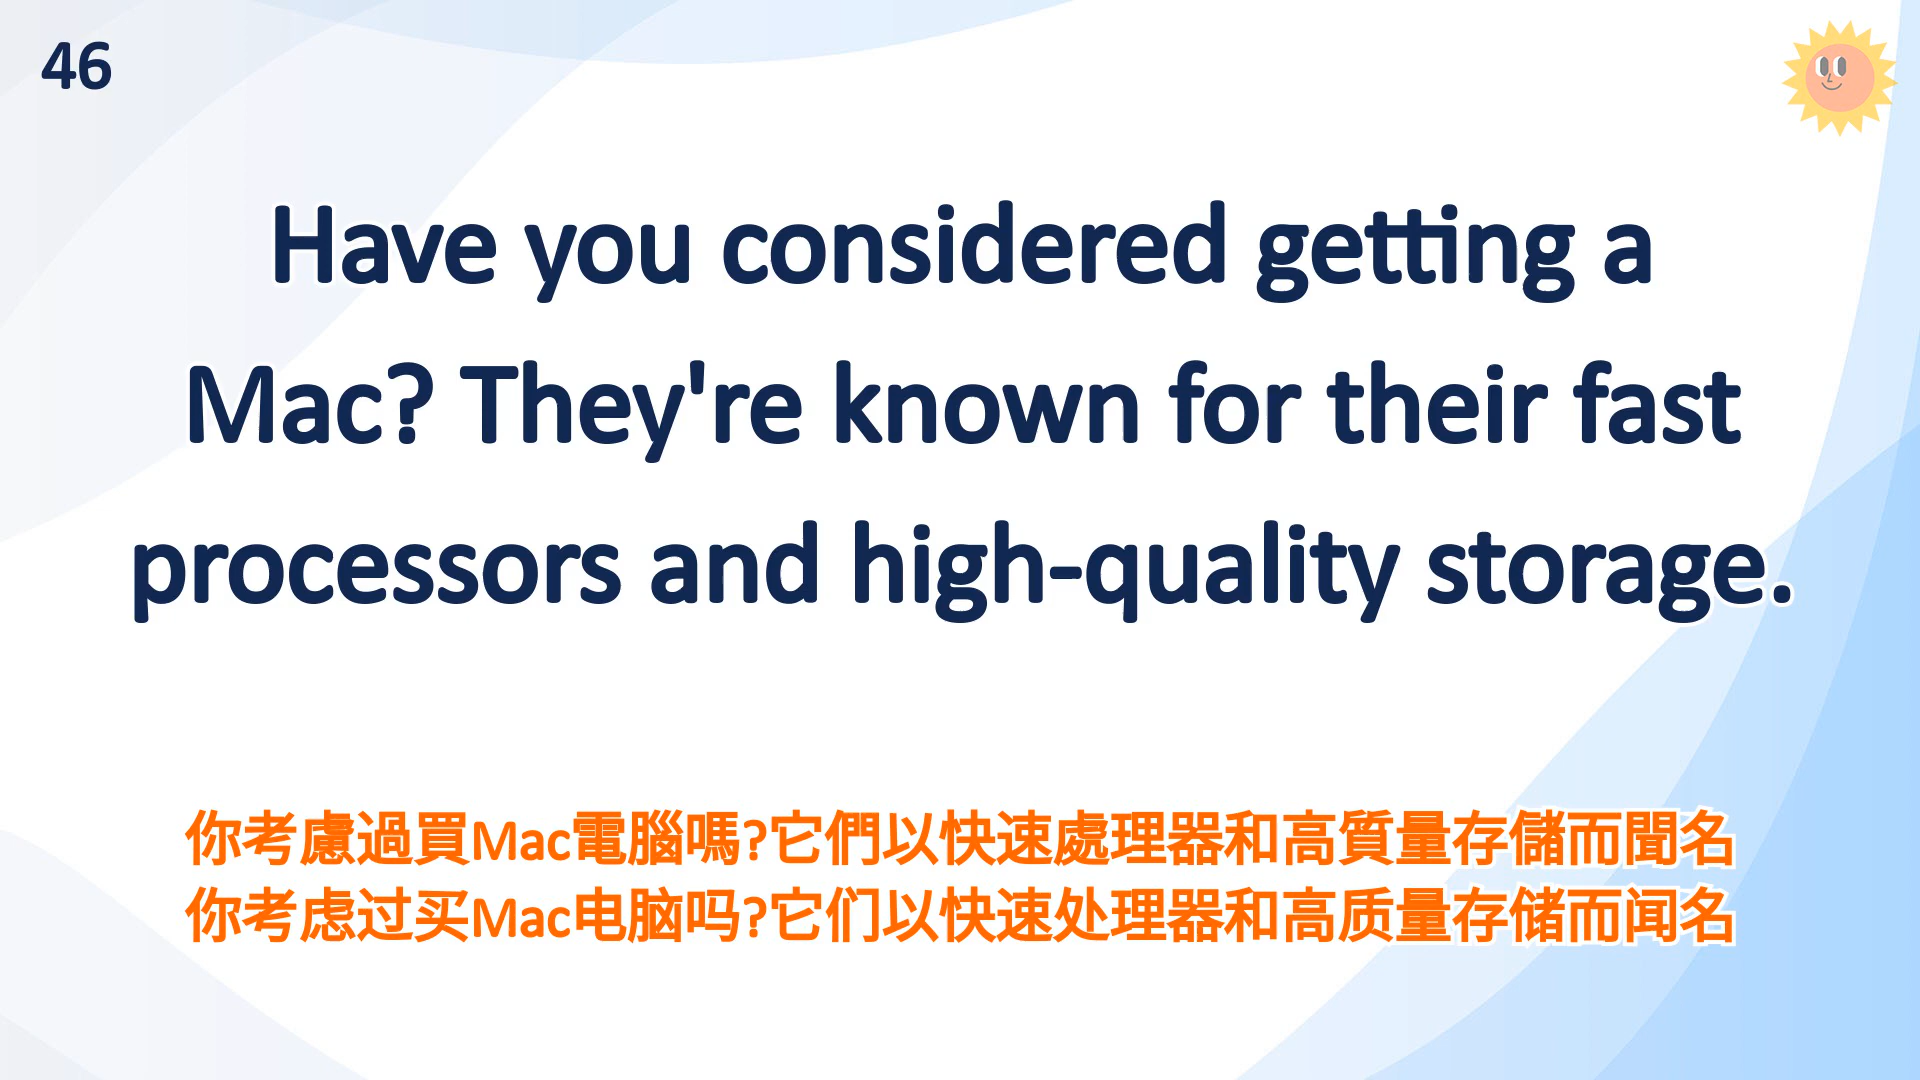 46
Have you considered getting a
Mac? They're known for their fast
processors and high-quality storage.
你考慮過買Mac電腦嗎?它們以快速處理器和高質量存儲而聞名
你考虑过买Mac电脑吗?它们以快速处理器和高质量存储而闻名